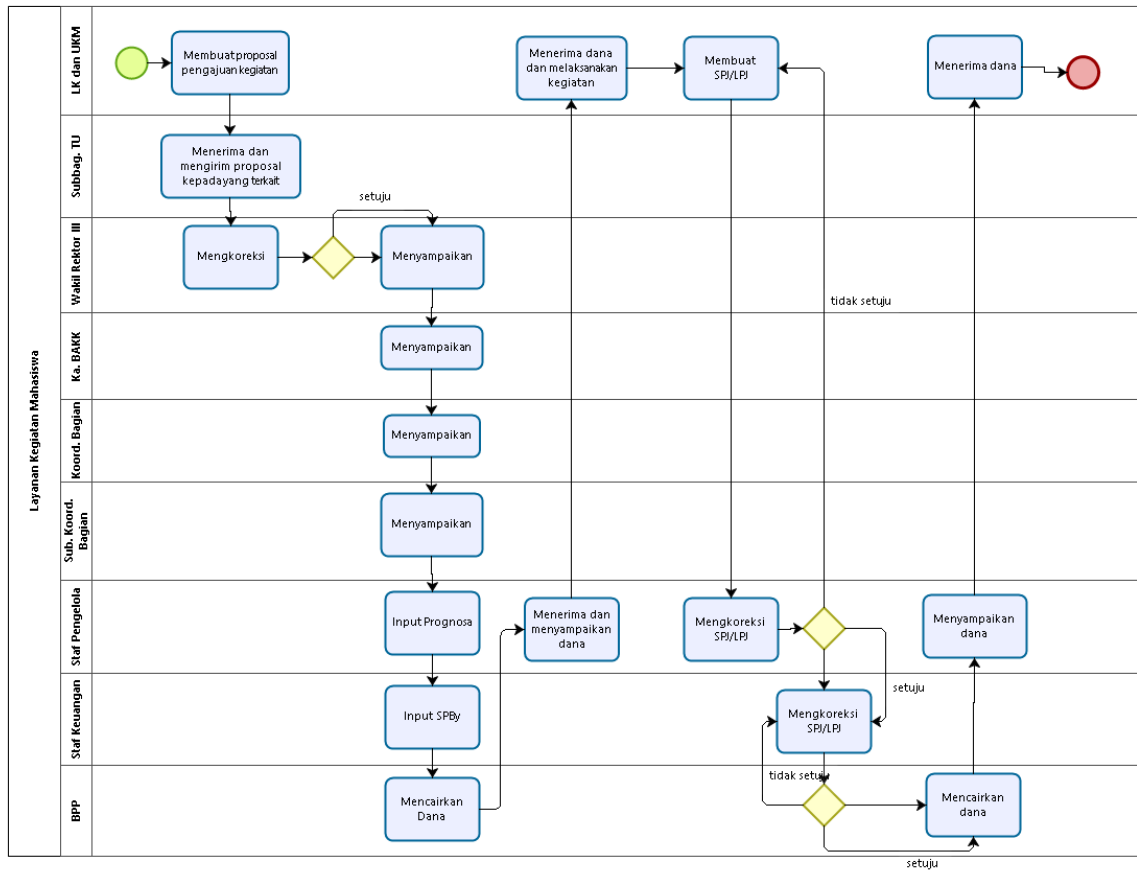 Layanan Kegiatan Mahasiswa
LK dan UKM
Membuat proposal
pengajuan kegiatan
Menerima dana
dan melaksanakan
kegiatan
Membuat
SPJ/LPJ
Menerima dana
Subbag. TU
Menerima dan
mengirim proposal
kepadayang terkait
Wakil Rektor III
Mengkoreksi
setuju
Menyampaikan
tidak setuju
Ka. BAKK
Menyampaikan
Koord. Bagian
Menyampaikan
Sub. Koord.
Bagian
Menyampaikan
Staf Pengelola
Input Prognosa
Menerima dan
menyampaikan
dana
Mengkoreksi
SPJ/LPJ
Menyampaikan
dana
Staf Keuangan
Input SPBy
Mengkoreksi
SPJ/LPJ
setuju
BPP
Mencairkan
Dana
tidak setuju
Mencairkan
dana
setuju